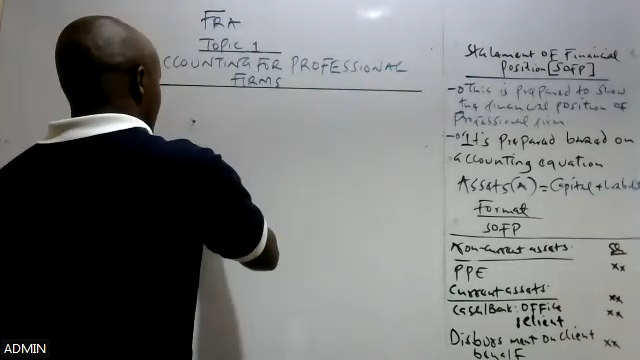 FRA
TOPIC 1
CCOUNTING FOR PROFESSIONAL
FIRMS
Statement of Financial
Position [SOFP]
This is prepared to show
the financial position of
Professional firm
It's prepared based on
accounting equation
Assets(A) = Capital +
Format
SOFP
Non-current assets
PPE xx
Current assets
Cash/Bank: Office xx
Client xx
Disbursment on client xx
behalf
ADMIN